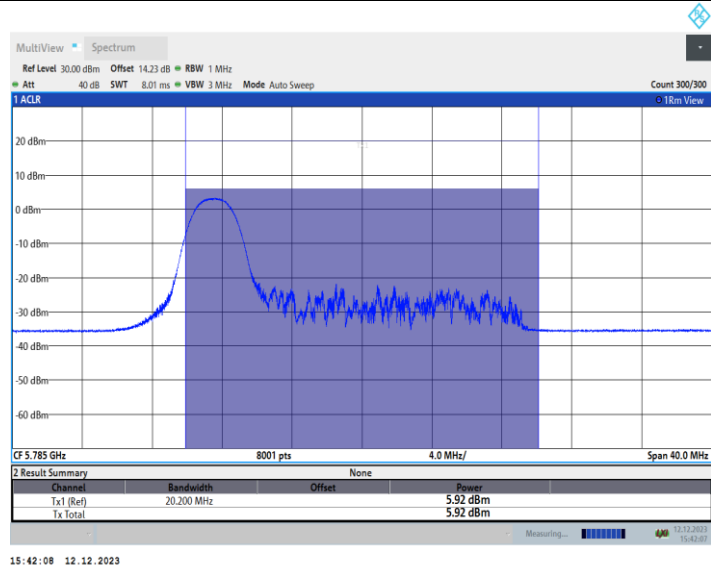 MultiView Spectrum
Ref Level 30.00 dBm Offset 14.23 dB RBW 1 MHz
Att 40 dB SWT 8.01 ms VBW 3 MHz Mode Auto Sweep Count 300/300
1 ACLR 1Rm View
20 dBm
10 dBm
0 dBm
-10 dBm
-20 dBm
-30 dBm
-40 dBm
-50 dBm
-60 dBm
CF 5.785 GHz 8001 pts 4.0 MHz/ Span 40.0 MHz
2 Result Summary None
Channel Bandwidth Offset Power
Tx1 (Ref) 20.200 MHz 5.92 dBm
Tx Total 5.92 dBm
Measuring... 12.12.2023
15:42:07
15:42:08 12.12.2023